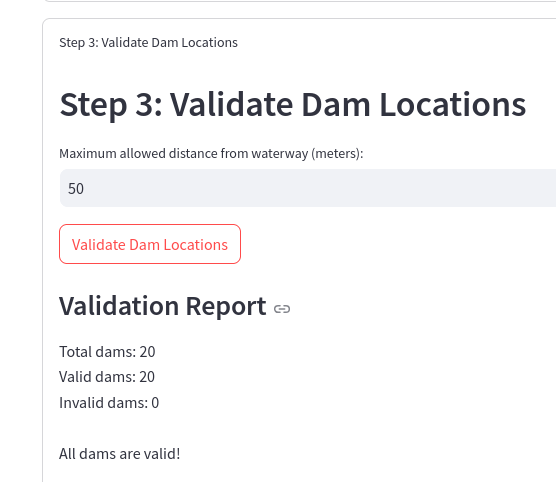 Step 3: Validate Dam Locations
Step 3: Validate Dam Locations
Maximum allowed distance from waterway (meters):
50
Validate Dam Locations
Validation Report
Total dams: 20
Valid dams: 20
Invalid dams: 0
All dams are valid!